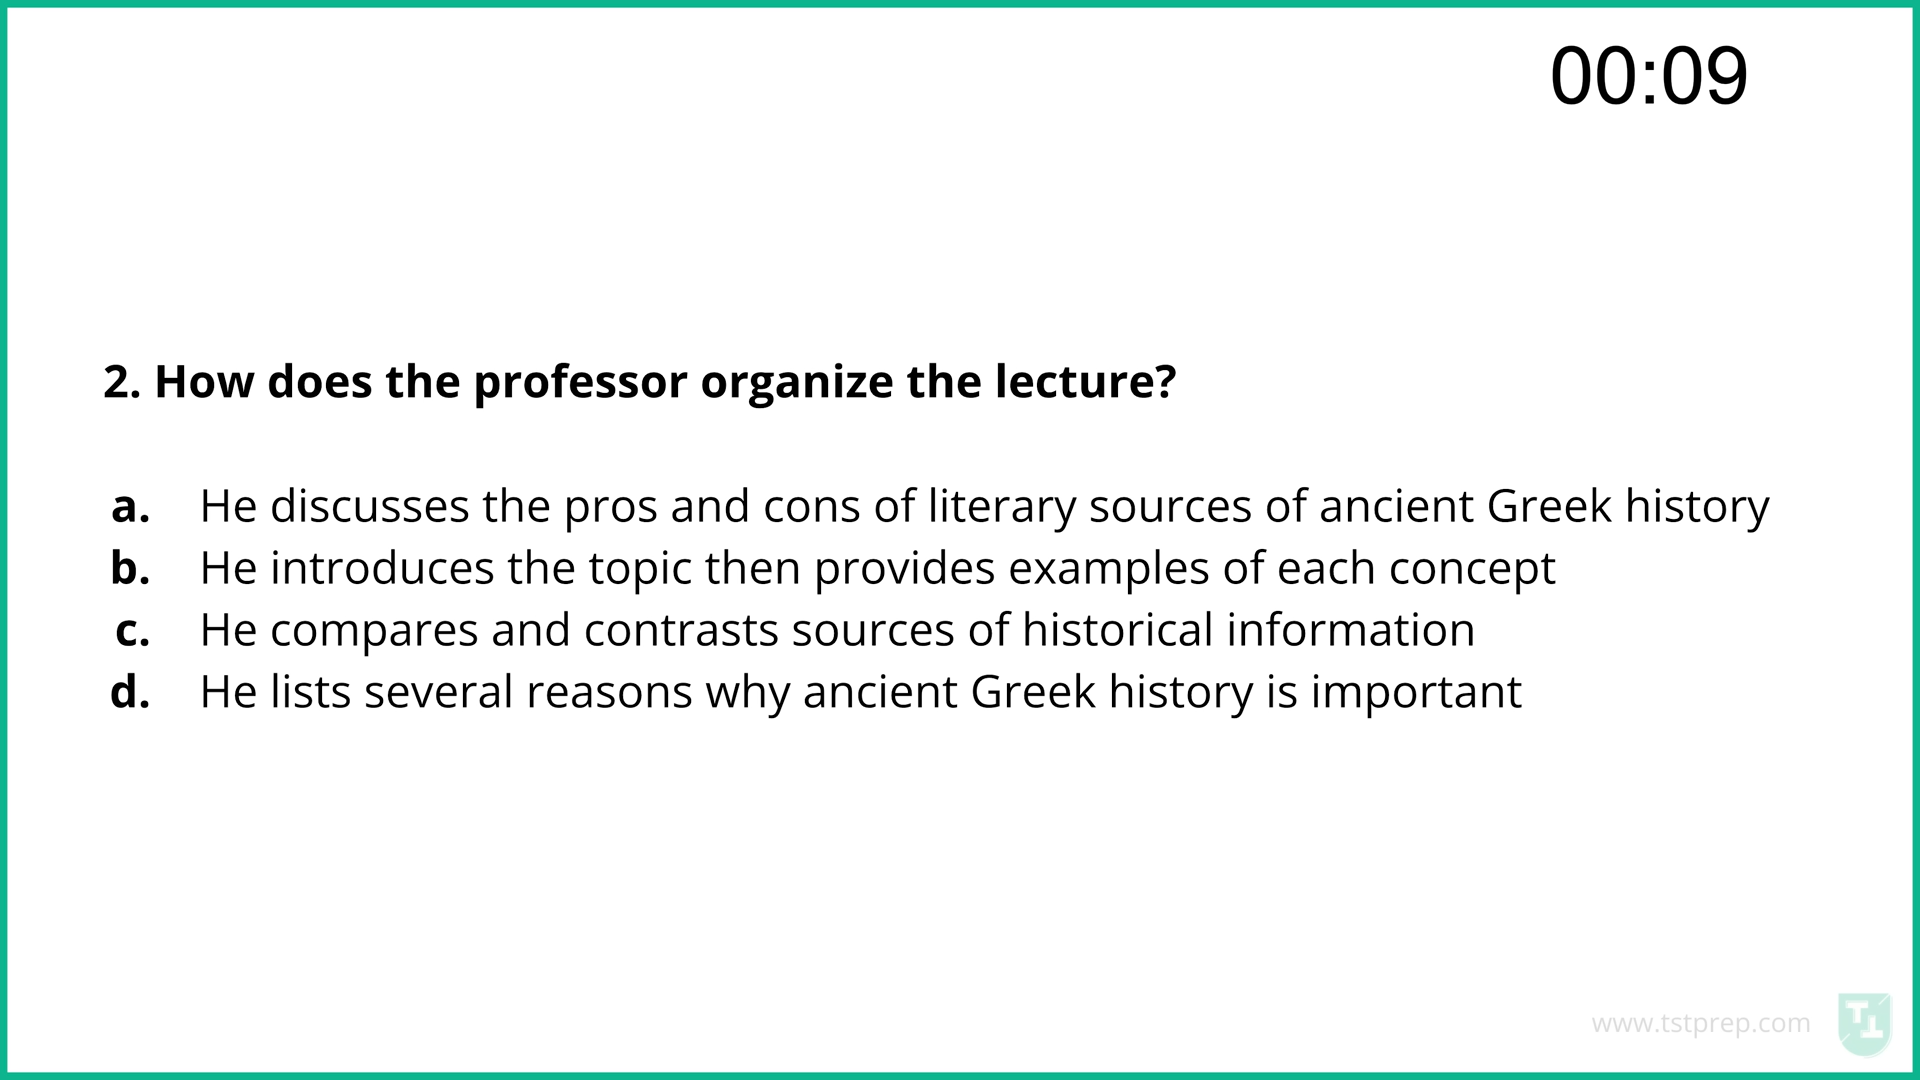 00:09
2. How does the professor organize the lecture?
a. He discusses the pros and cons of literary sources of ancient Greek history
b. He introduces the topic then provides examples of each concept
c. He compares and contrasts sources of historical information
d. He lists several reasons why ancient Greek history is important
www.tstprep.com